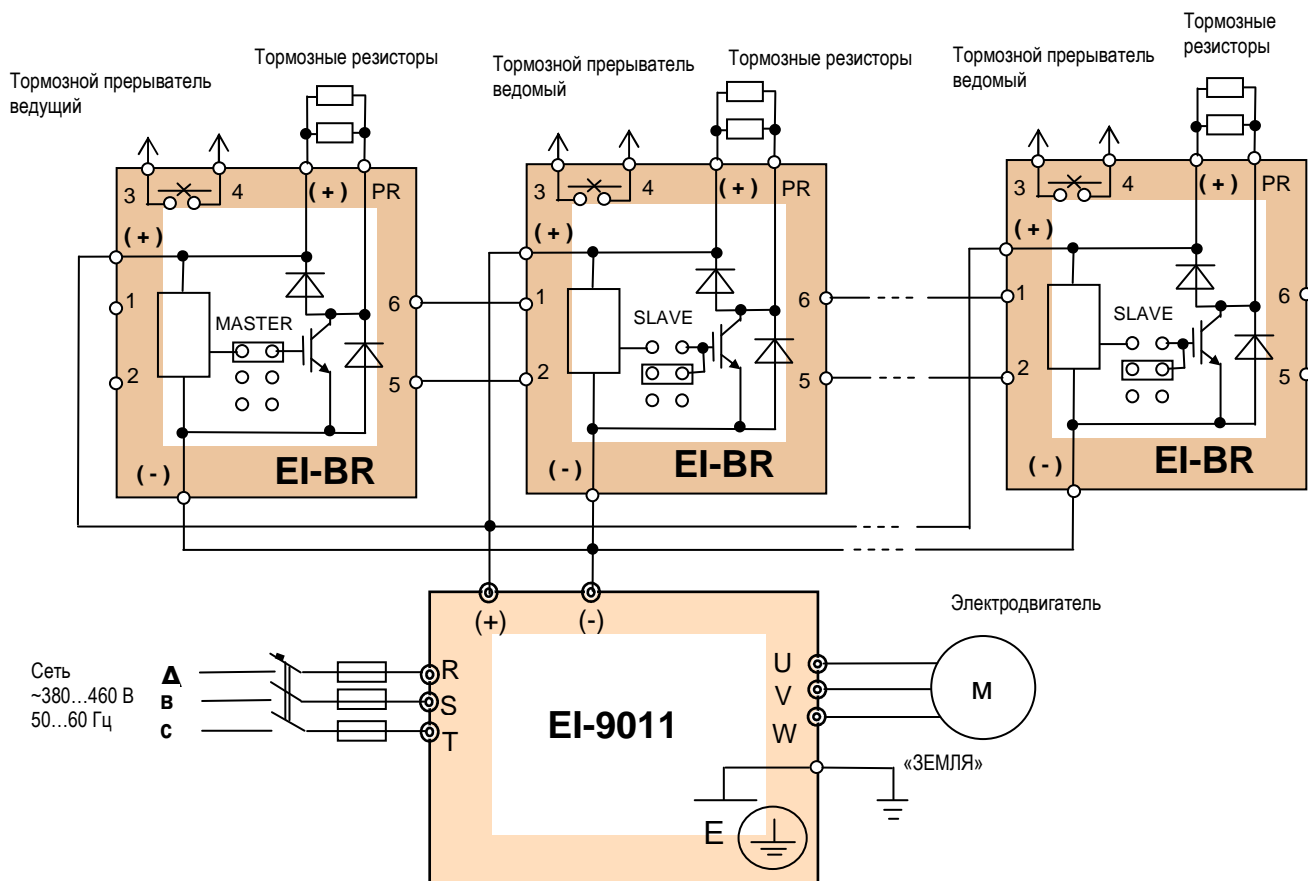 Тормозной прерыватель
ведущий
Тормозные резисторы
Тормозной прерыватель
ведомый
Тормозные резисторы
Тормозной прерыватель
ведомый
Тормозные
резисторы
3
4
(+)
PR
(+)
1
2
MASTER
6
5
(-)
EI-BR
3
4
(+)
PR
(+)
1
2
SLAVE
6
5
(-)
EI-BR
3
4
(+)
PR
(+)
1
2
SLAVE
6
5
(-)
EI-BR
(+)
(-)
Сеть
~380...460 В
50...60 Гц
А
В
С
R
S
T
EI-9011
U
V
W
Электродвигатель
М
«ЗЕМЛЯ»
E